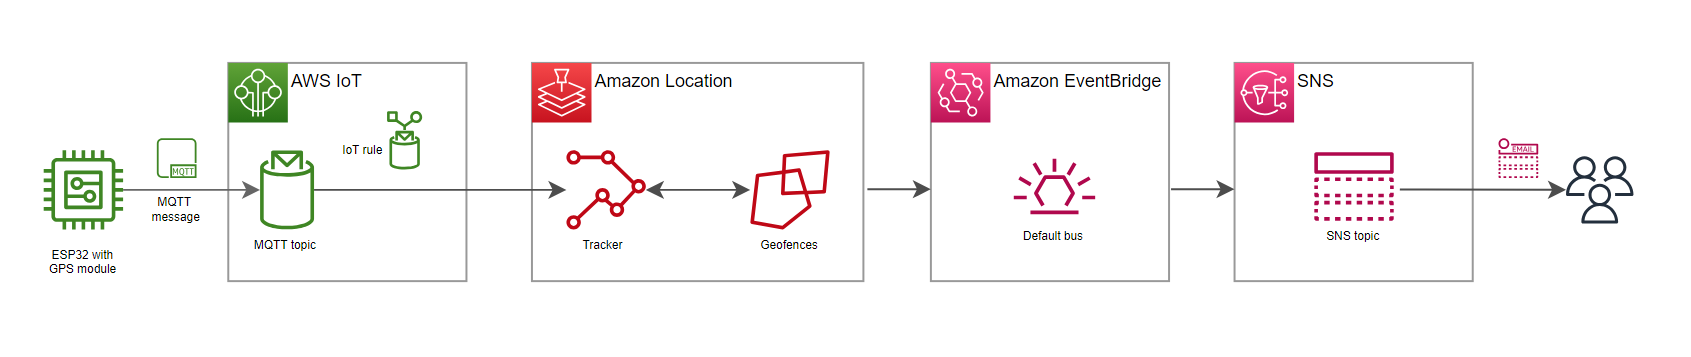 AWS IoT
Amazon Location
Amazon EventBridge
SNS
IoT rule
EMAIL
MQTT
MQTT
message
MQTT topic
Tracker
Geofences
Default bus
SNS topic
ESP32 with
GPS module